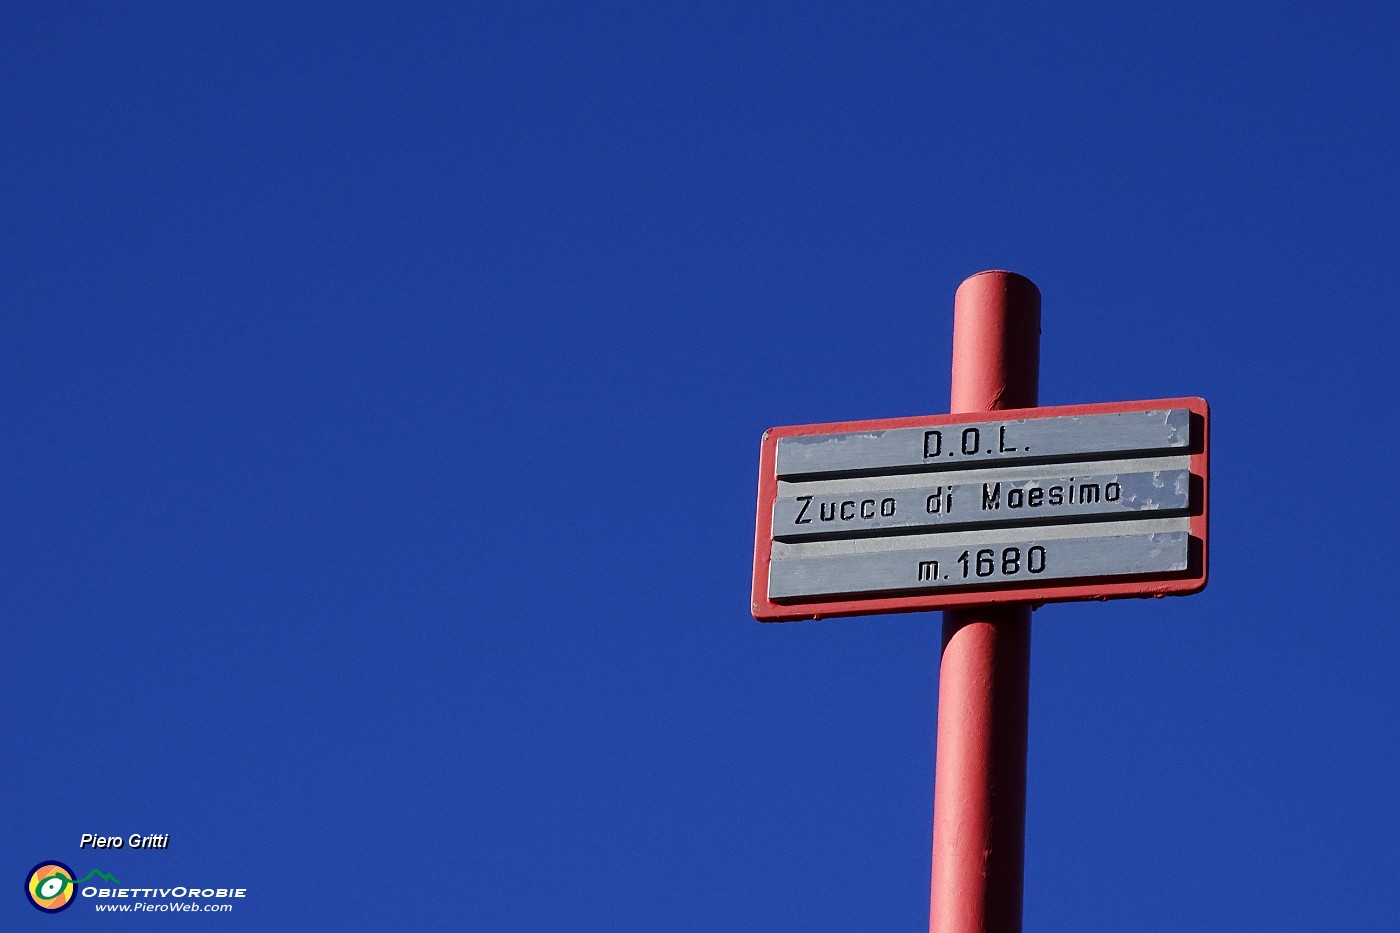 D.O.L.
Zucco di Maesimo
m.1680
Piero Gritti
OBIETTIVOROBIE
www.PieroWeb.com